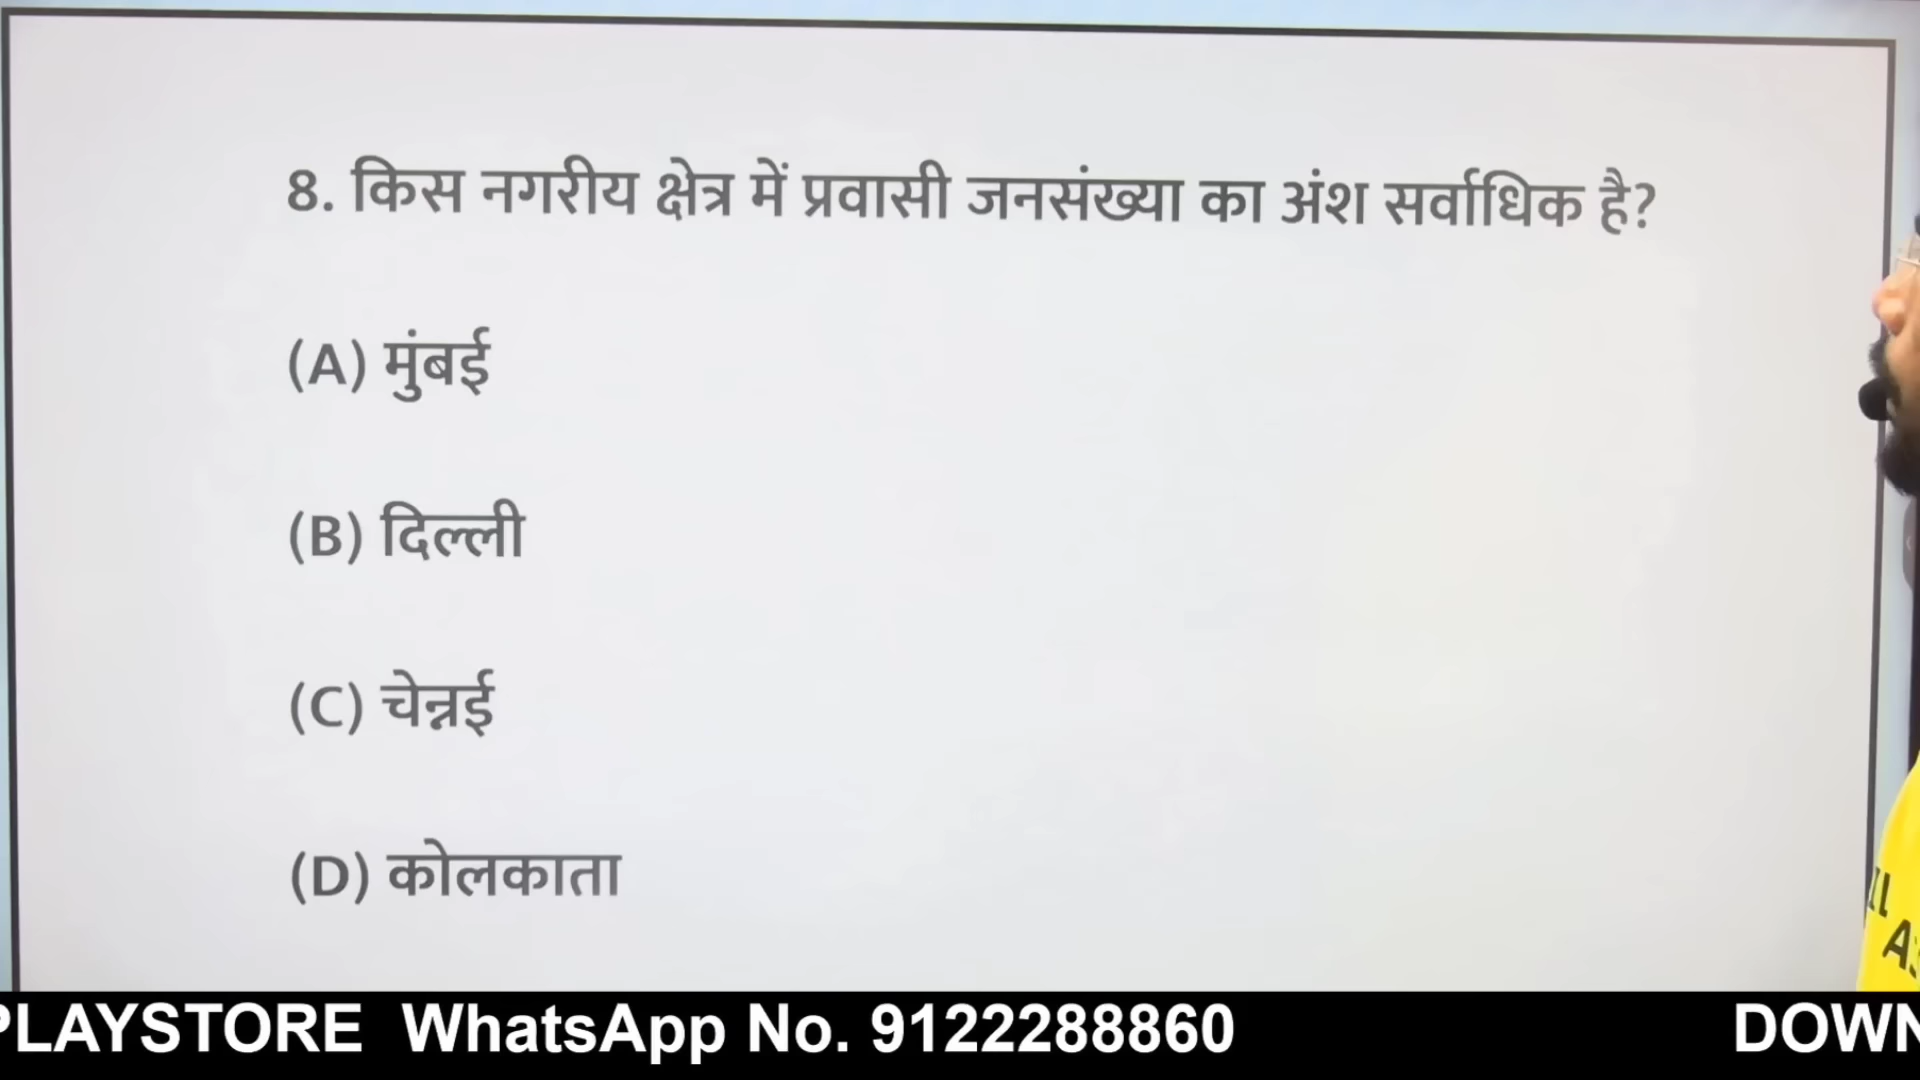 8. किस नगरीय क्षेत्र में प्रवासी जनसंख्या का अंश सर्वाधिक है?
(A) मुंबई
(B) दिल्ली
(C) चेन्नई
(D) कोलकाता
PLAYSTORE WhatsApp No. 9122288860 DOWN